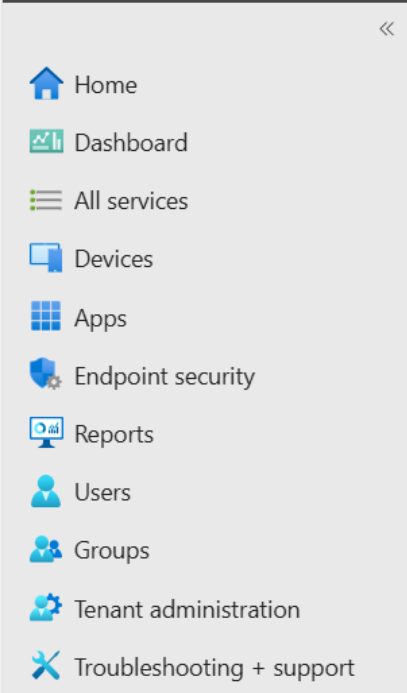 Home
Dashboard
All services
Devices
Apps
Endpoint security
Reports
Users
Groups
Tenant administration
Troubleshooting + support